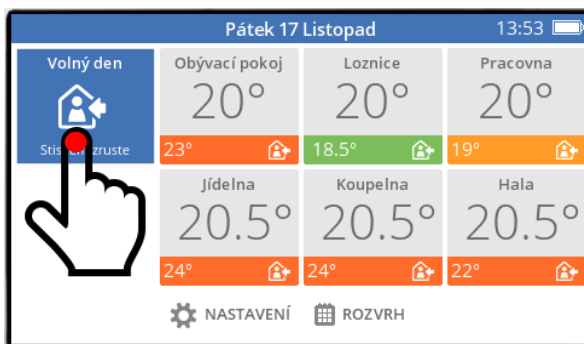 Pátek 17 Listopad
13:53
Volný den
Obývací pokoj
Loznice
Pracovna
20°
20°
20°
zruste
23°
18.5°
19°
Jídelna
Koupelna
Hala
20.5°
20.5°
20.5°
24°
24°
22°
NASTAVENÍ
ROZVRH